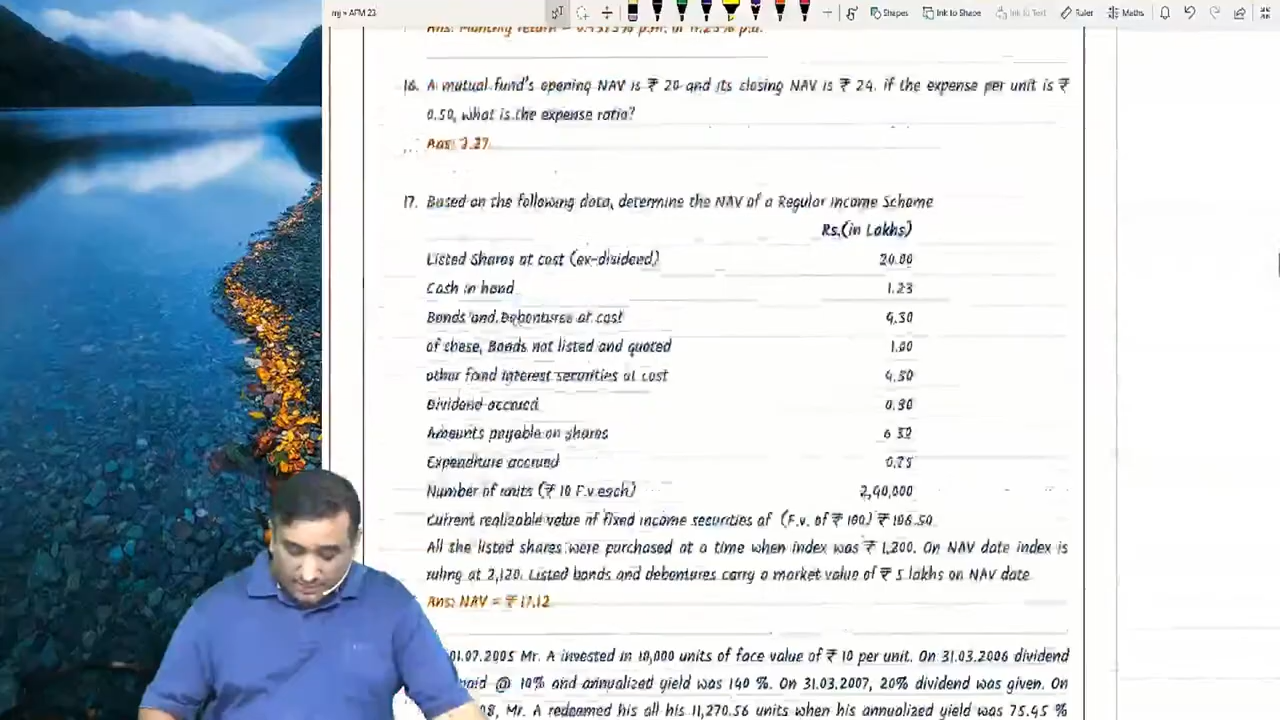 mj » AFM 23
Shapes Ink to Shape Ink to Text Ruler Maths
Ans: Monthly return = p.m. or p.a.
16. A mutual fund's opening NAV is ₹ 20 and its closing NAV is ₹ 24. if the expense per unit is ₹
0.50, what is the expense ratio?
Ans: 2.27
17. Based on the following data, determine the NAV of a Regular Income Scheme
Rs.(in Lakhs)
Listed Shares at cost (ex-dividend) 20.00
Cash in hand 1.23
Bonds and Debentures at cost 4.30
of these, Bonds not listed and quoted 1.00
other fixed interest securities at cost 4.50
Dividend accrued 0.80
Amounts payable on shares 6.32
Expenditure accrued 0.75
Number of units (₹ 10 F.v.each) 2,40,000
Current realizable value of fixed income securities of (F.v. of ₹ 100) ₹ 106.50
All the listed shares were purchased at a time when index was ₹ 1,200. On NAV date index is
ruling at 2,120. Listed bonds and debentures carry a market value of ₹ 5 lakhs on NAV date
Ans: NAV = ₹ 17.12
01.07.2005 Mr. A invested in 10,000 units of face value of ₹ 10 per unit. On 31.03.2006 dividend
paid @ 10% and annualized yield was 140 %. On 31.03.2007, 20% dividend was given. On
08, Mr. A redeemed his all his 11,270.56 units when his annualized yield was 75.45 %